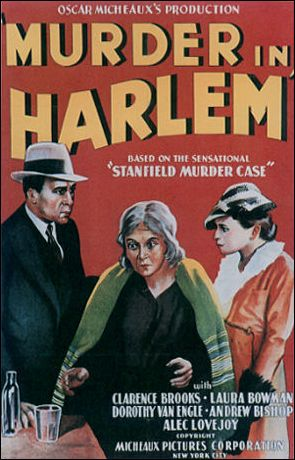 OSCAR MICHEAUX'S PRODUCTION
MURDER IN
HARLEM
BASED ON THE SENSATIONAL
"STANFIELD MURDER CASE"
with
CLARENCE BROOKS - LAURA BOWMAN
DOROTHY VAN ENGLE - ANDREW BISHOP
ALEC LOVEJOY
COPYRIGHT
MICHEAUX PICTURES CORPORATION
NEW YORK CITY